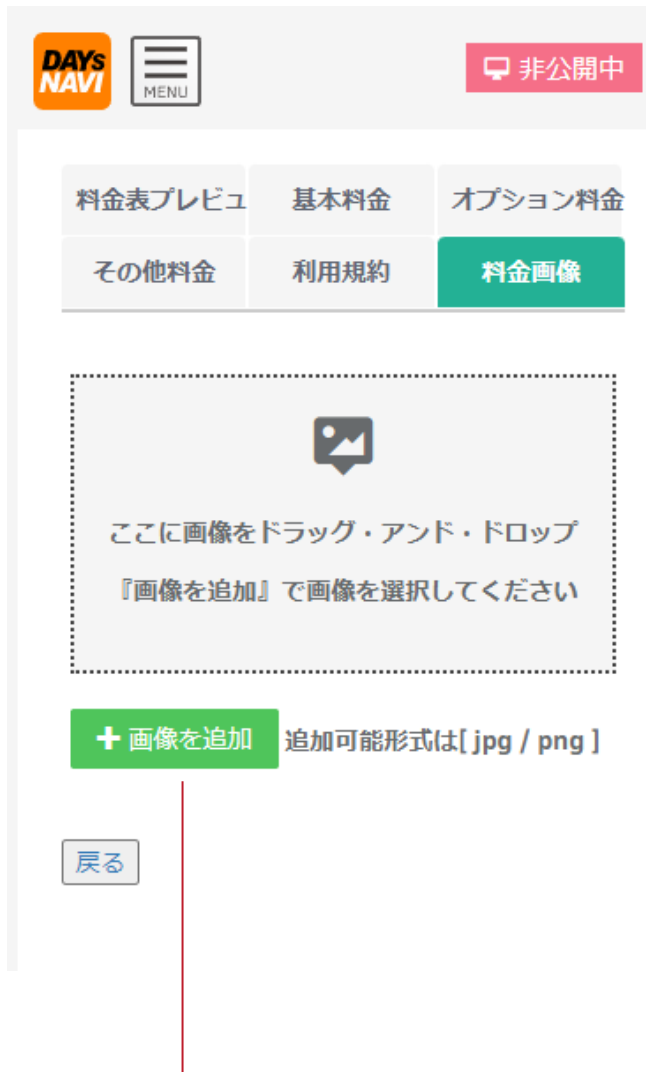 DAYs
NAVI
MENU
非公開中
料金表プレビュ
基本料金
オプション料金
その他料金
利用規約
料金画像
ここに画像をドラッグ・アンド・ドロップ
『画像を追加』で画像を選択してください
+ 画像を追加
追加可能形式は[ jpg / png ]
戻る